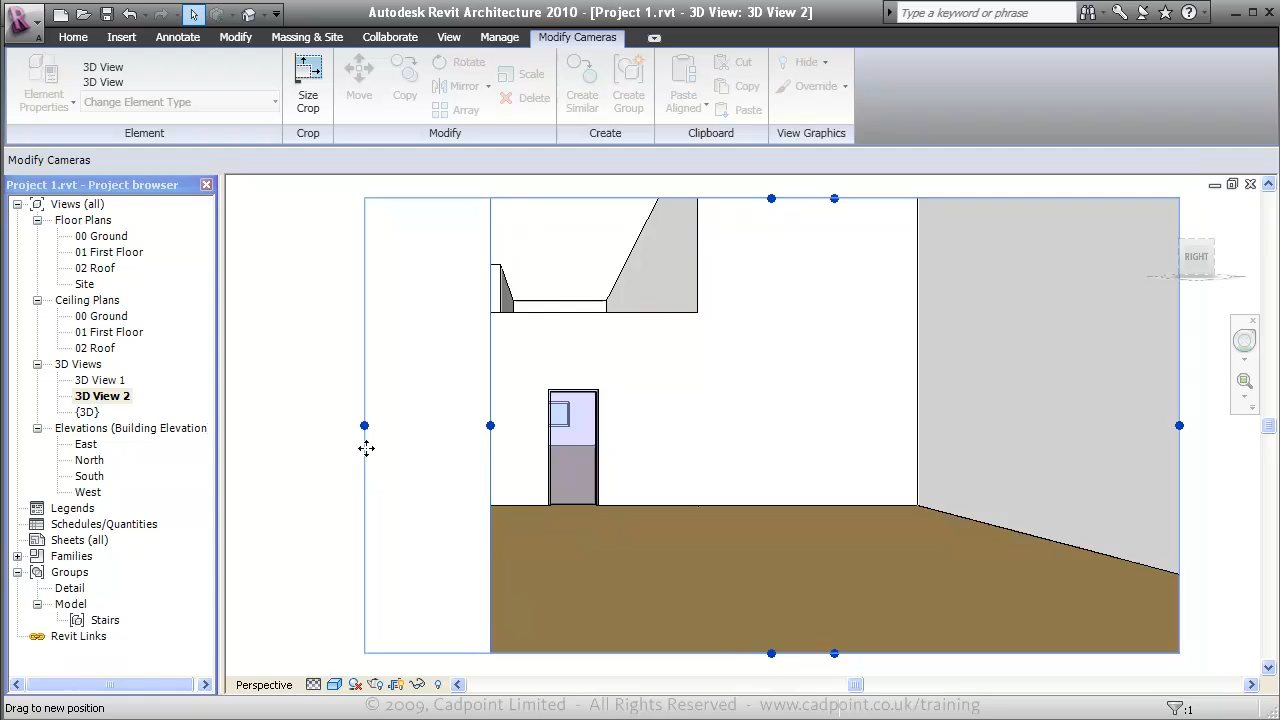 Autodesk Revit Architecture 2010 - [Project 1.rvt - 3D View: 3D View 2]
Type a keyword or phrase
Home Insert Annotate Modify Massing & Site Collaborate View Manage Modify Cameras
Element
Properties
3D View
3D View
Change Element Type
Element
Size
Crop
Crop
Move
Copy
Rotate
Mirror
Array
Scale
Delete
Modify
Create
Similar
Create
Group
Create
Paste
Aligned
Cut
Copy
Paste
Clipboard
Hide
Override
View Graphics
Modify Cameras
Project 1.rvt - Project browser
Views (all)
Floor Plans
00 Ground
01 First Floor
02 Roof
Site
Ceiling Plans
00 Ground
01 First Floor
02 Roof
3D Views
3D View 1
3D View 2
{3D}
Elevations (Building Elevation
East
North
South
West
Legends
Schedules/Quantities
Sheets (all)
Families
Groups
Detail
Model
Stairs
Revit Links
RIGHT
Perspective
Drag to new position
© 2009, Cadpoint Limited - All Rights Reserved - www.cadpoint.co.uk/training
:1